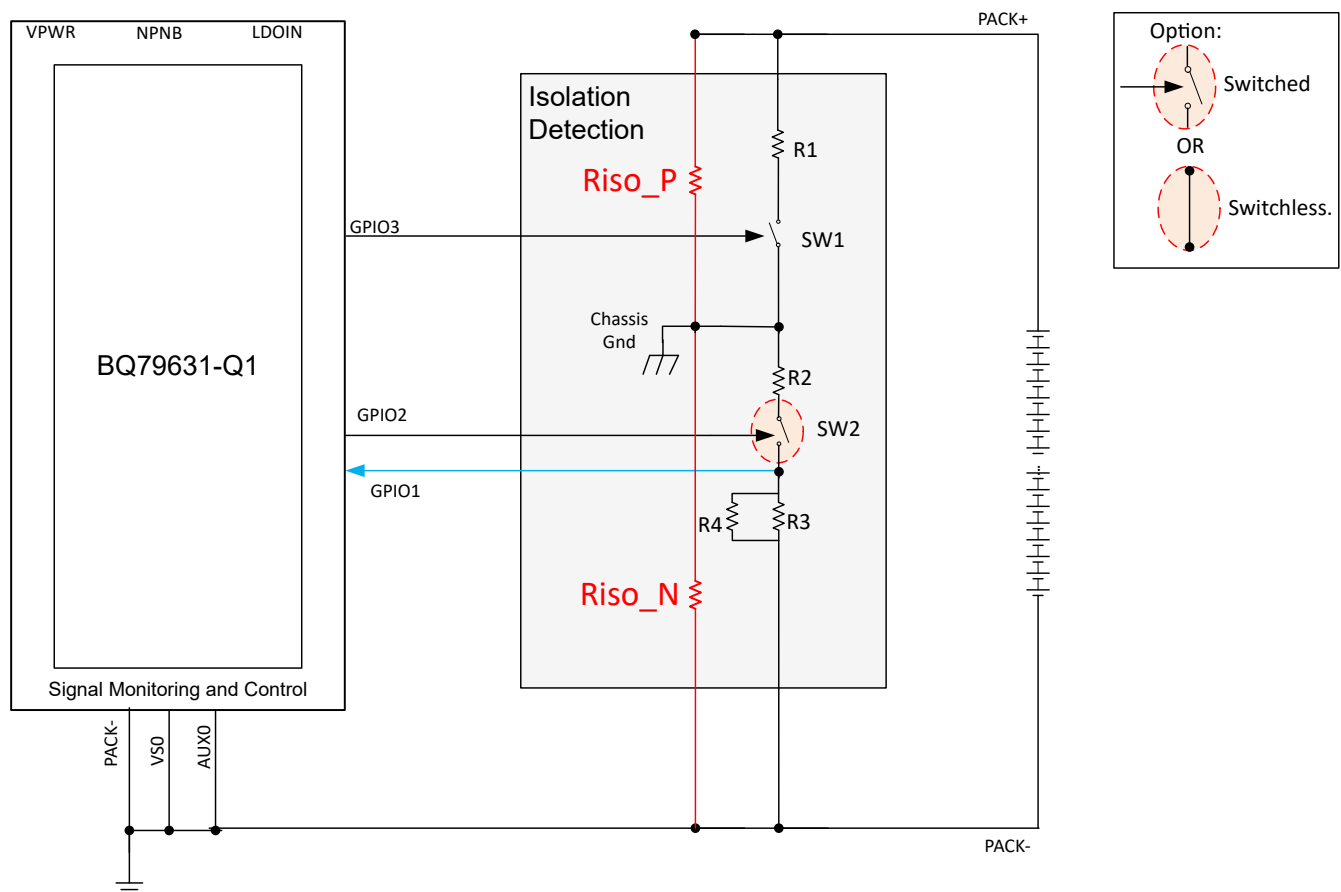 VPWR
NPNB
LDOIN
PACK+
Option:
Switched
OR
Switchless.
Isolation
Detection
R1
Riso_P
GPIO3
SW1
Chassis
Gnd
BQ79631-Q1
R2
GPIO2
SW2
GPIO1
R4
R3
Riso_N
Signal Monitoring and Control
PACK-
VS0
AUX0
PACK-